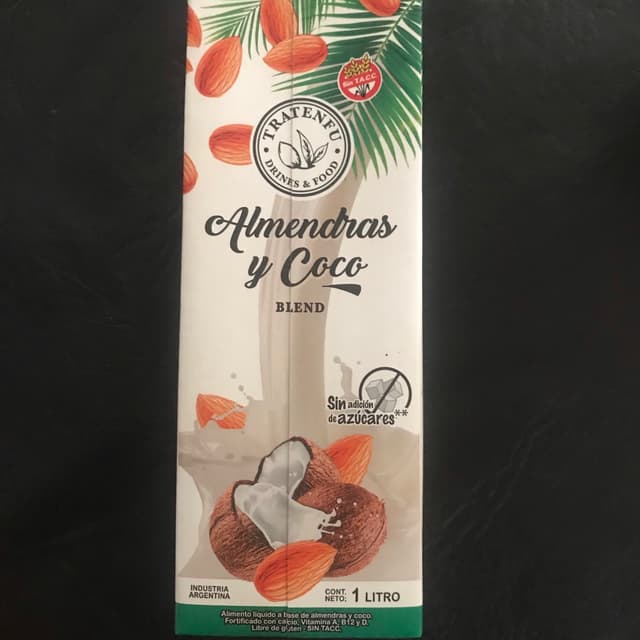 Sin T.A.C.C.
TRATENFU
DRINKS & FOOD
Almendras
y Coco
BLEND
Sin adición
de azúcares**
INDUSTRIA
ARGENTINA
CONT.
NETO: 1 LITRO
Alimento líquido a base de almendras y coco.
Fortificado con calcio, Vitamina A, B12 y D.
Libre de gluten / SIN TACC.